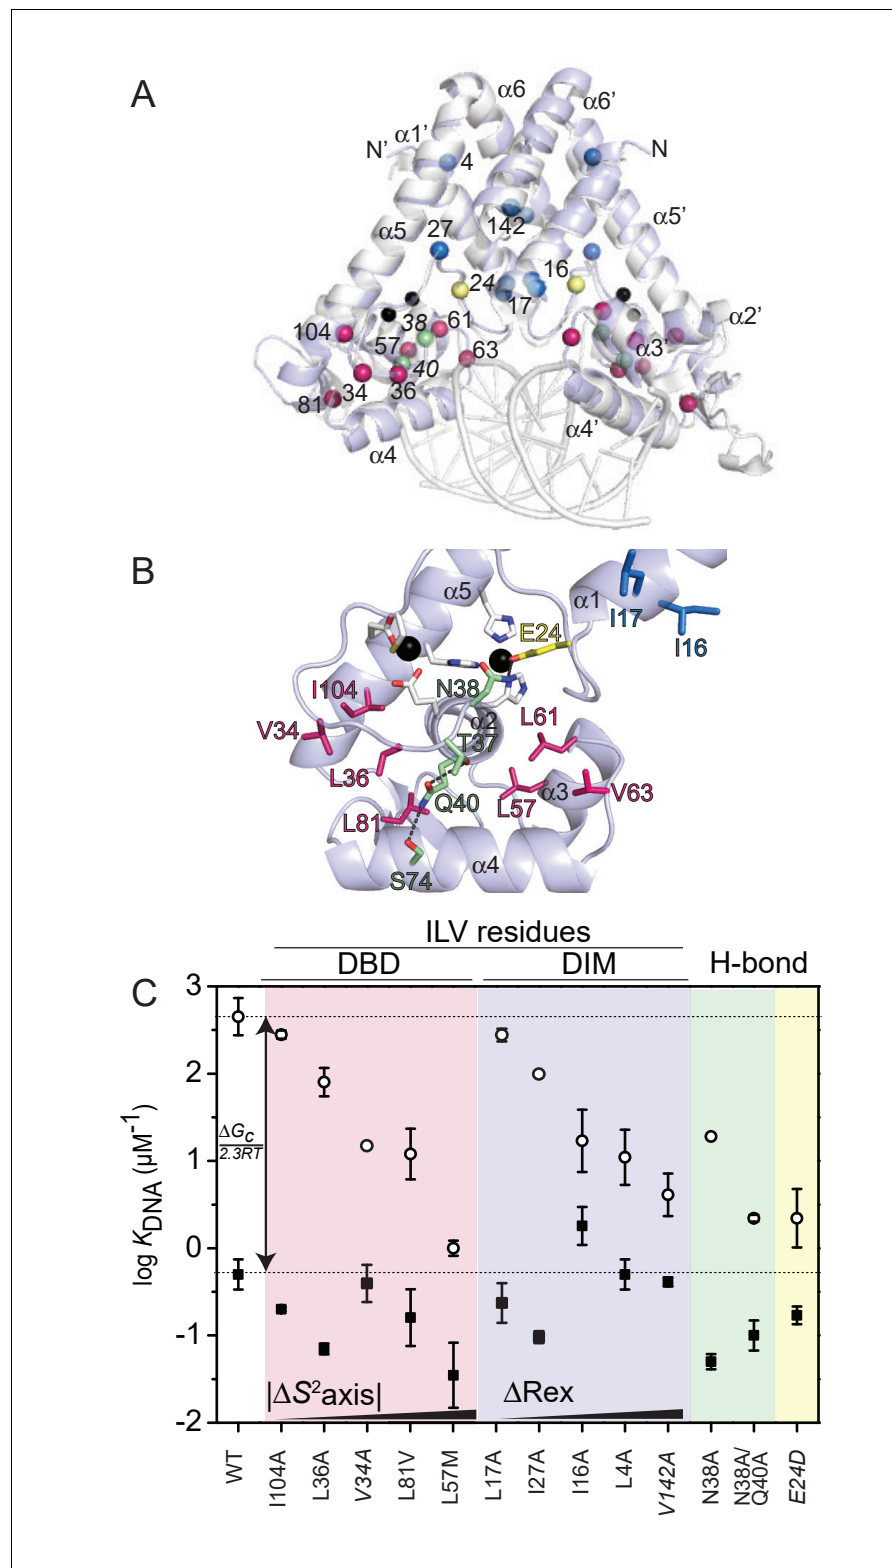 A
α6
α6’
α1’
N’
4
N
α5’
142
α5
27
16
24
17
α2’
38
61
104
57
α3’
63
40
34
36
81
α4’
α4
B
α5
α1
I17
E24
I16
N38
I104
α2
L61
V34
T37
L36
Q40
L57
α3
V63
L81
α4
S74
ILV residues
DBD
DIM
H-bond
C
3
2
ΔGc
2.3RT
1
log KDNA (µM⁻¹)
0
-1
|ΔS²axis|
ΔRex
-2
WT
I104A
L36A
V34A
L81V
L57M
L17A
I27A
I16A
L4A
V142A
N38A
N38A/
Q40A
E24D